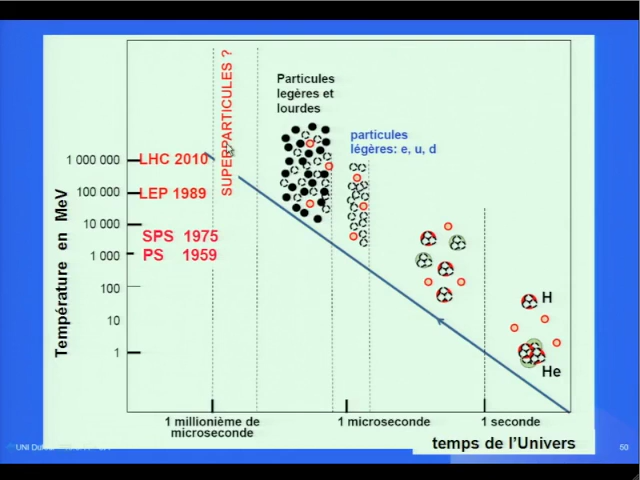 SUPERPARTICULES ?
Particules
legères et
lourdes
particules
légères: e, u, d
Température en MeV
1 000 000
LHC 2010
100 000
LEP 1989
10 000
SPS 1975
1 000
PS 1959
100
10
1
H
He
1 millionième de
microseconde
1 microseconde
1 seconde
temps de l'Univers
UNI
50